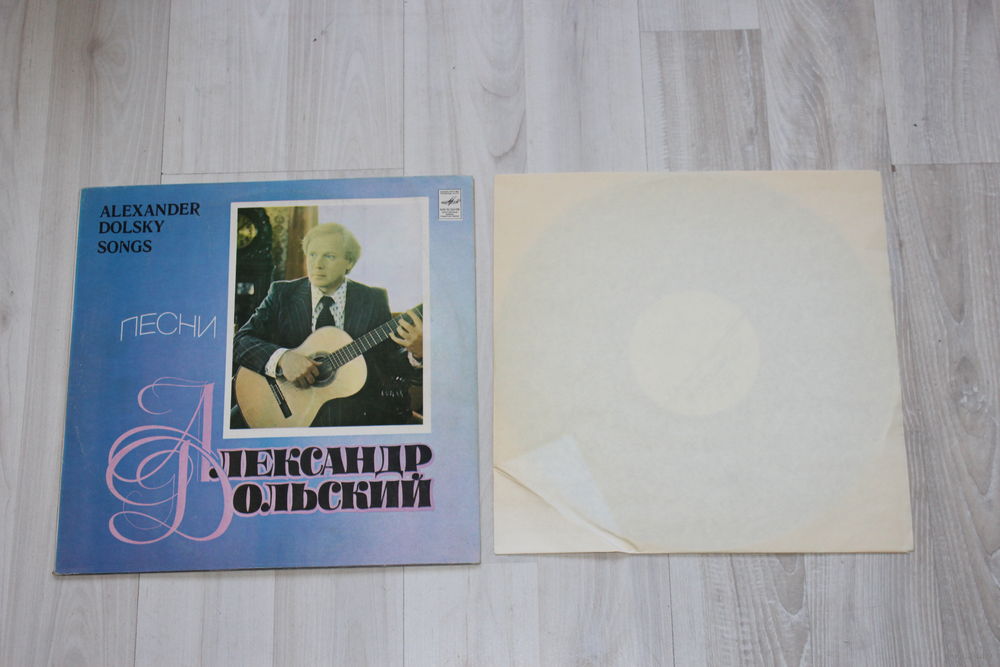 ALEXANDER
DOLSKY
SONGS
ПЕСНИ
АЛЕКСАНДР
ДОЛЬСКИЙ